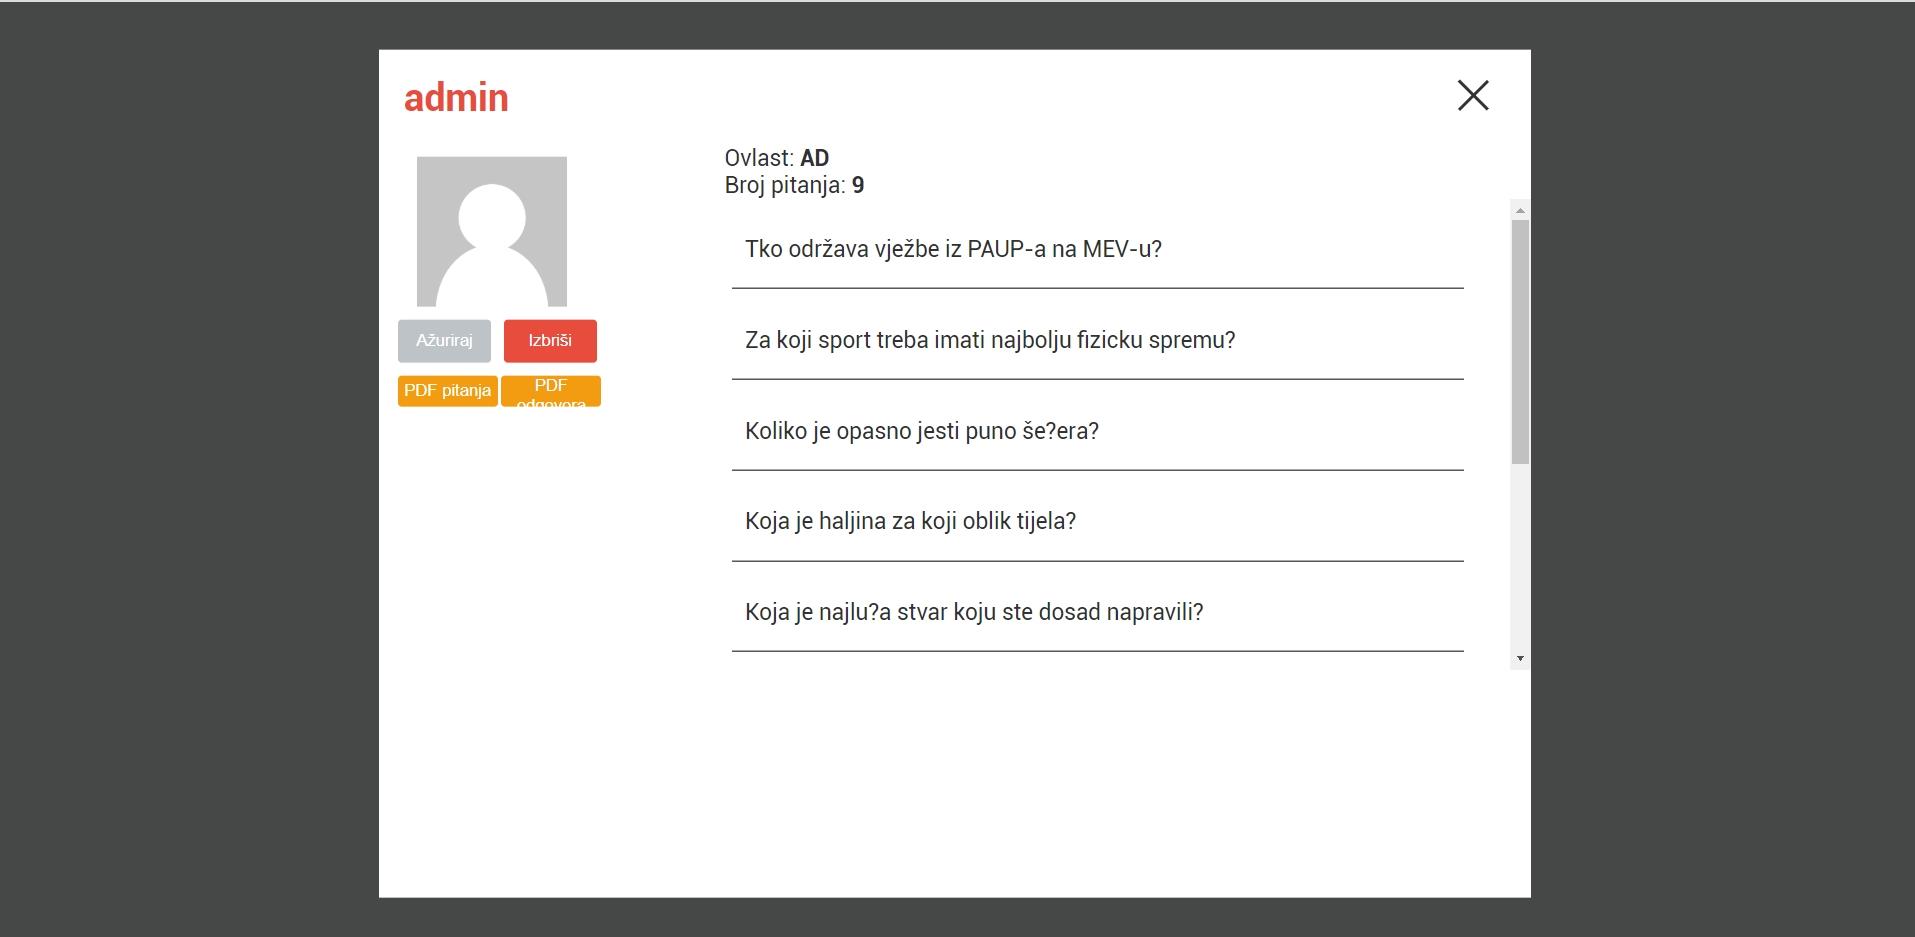 admin
Ovlast: AD
Broj pitanja: 9
Ažuriraj
Izbriši
PDF pitanja
PDF
odgovora
Tko održava vježbe iz PAUP-a na MEV-u?
Za koji sport treba imati najbolju fizicku spremu?
Koliko je opasno jesti puno še?era?
Koja je haljina za koji oblik tijela?
Koja je najlu?a stvar koju ste dosad napravili?